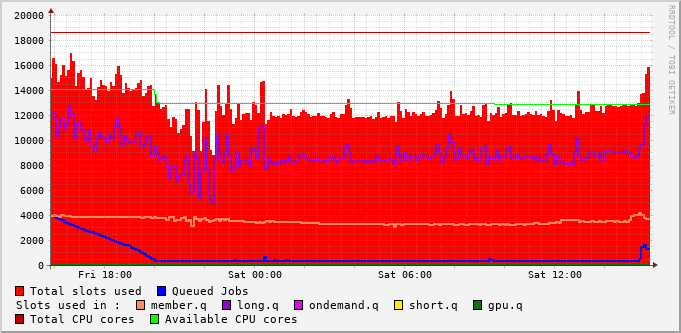 20000
18000
16000
14000
12000
10000
8000
6000
4000
2000
0
Fri 18:00 Sat 00:00 Sat 06:00 Sat 12:00
RRDTOOL / TOBI OETIKER
Total slots used Queued Jobs
Slots used in : member.q long.q ondemand.q short.q gpu.q
Total CPU cores Available CPU cores